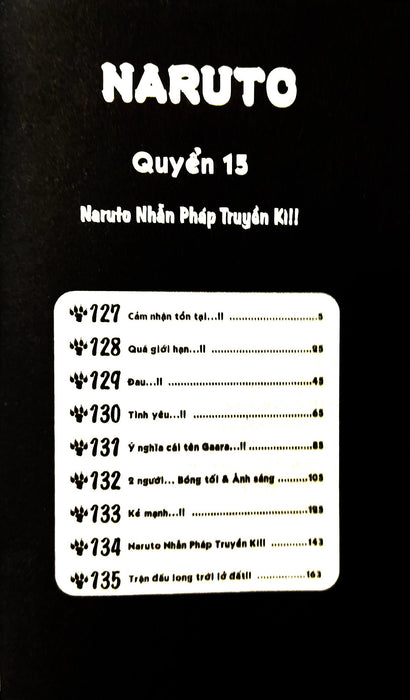 NARUTO
Quyển 15
Naruto Nhẫn Pháp Truyền Kì!!
127 Cảm nhận tồn tại...!! ........................5
128 Quá giới hạn...!! ..............................25
129 Đau...!! ........................................45
130 Tình yêu...!! ..................................65
131 Ý nghĩa cái tên Gaara...!! .................85
132 2 người... Bóng tối & Ánh sáng .........105
133 Kẻ mạnh...!! .................................125
134 Naruto Nhẫn Pháp Truyền Kì!! ...........143
135 Trận đấu long trời lở đất!! ..............163